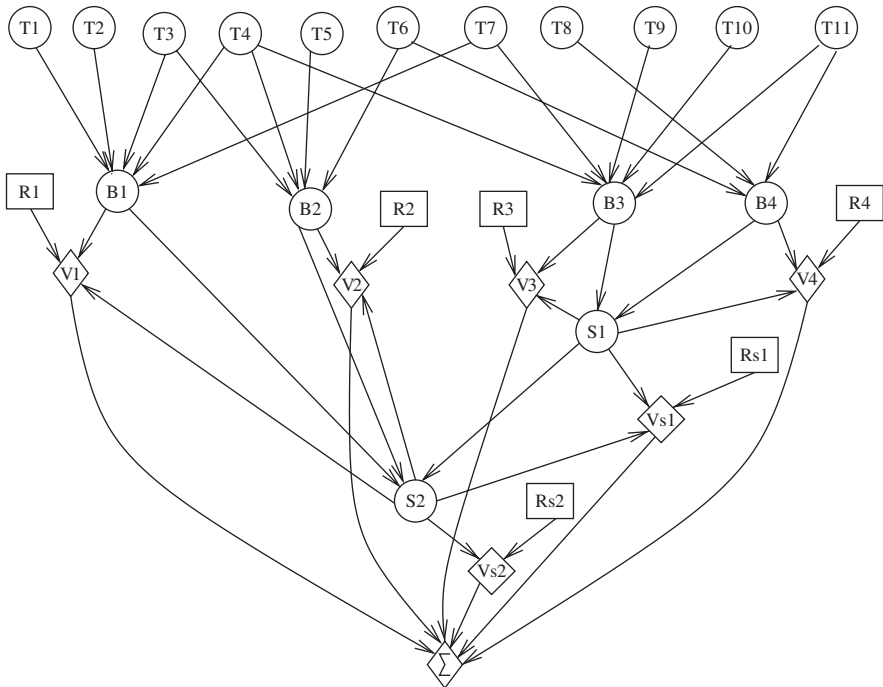 T1 T2 T3 T4 T5 T6 T7 T8 T9 T10 T11
R1 B1 B2 R2 R3 B3 B4 R4
V1 V2 V3 V4
S1
Rs1
Vs1
S2 Rs2
Vs2
Σ